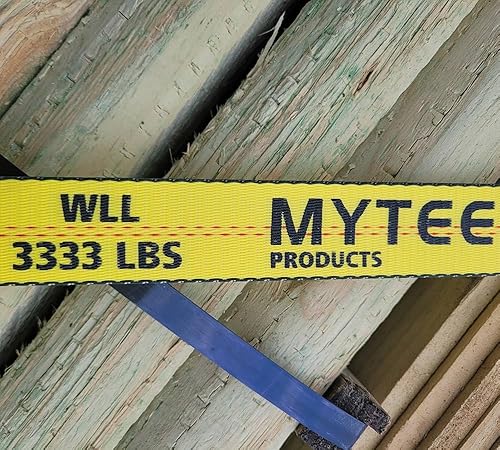 WLL
3333 LBS
MYTEE
PRODUCTS